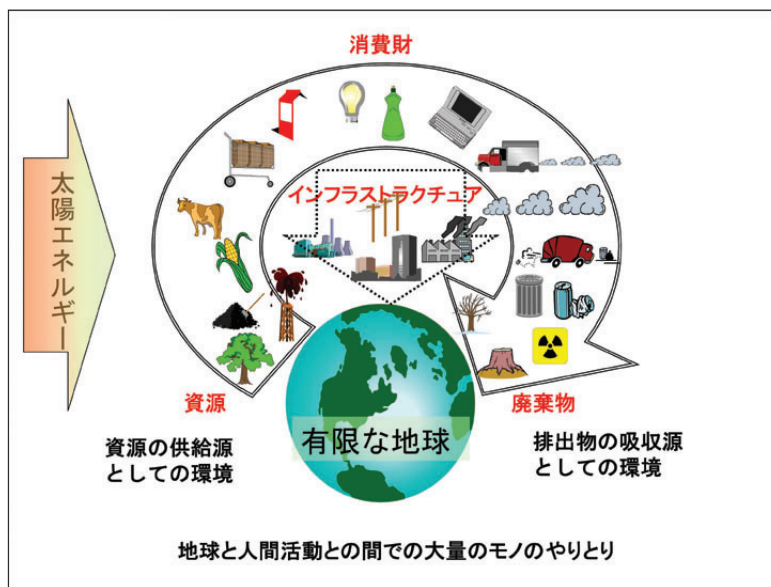 消費財
太陽エネルギー
インフラストラクチュア
資源
廃棄物
有限な地球
資源の供給源
としての環境
排出物の吸収源
としての環境
地球と人間活動との間での大量のモノのやりとり